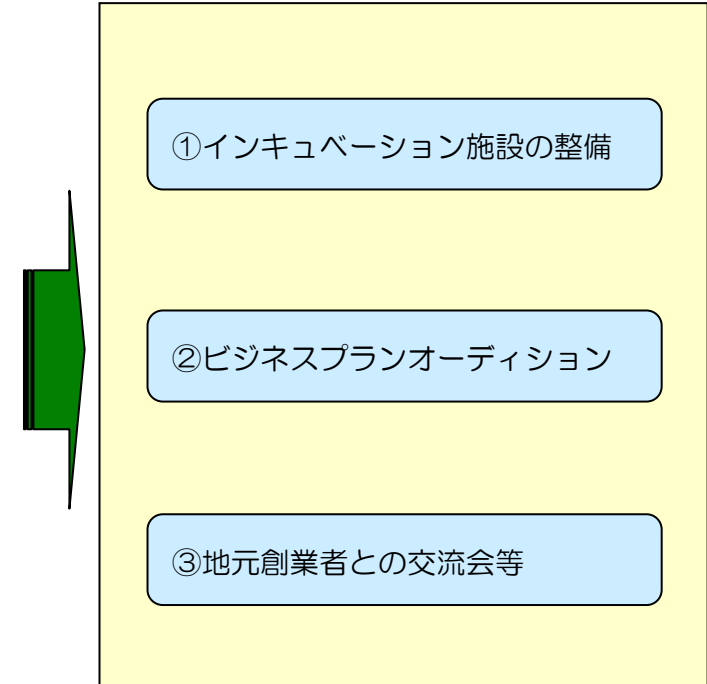 ①インキュベーション施設の整備
②ビジネスプランオーディション
③地元創業者との交流会等